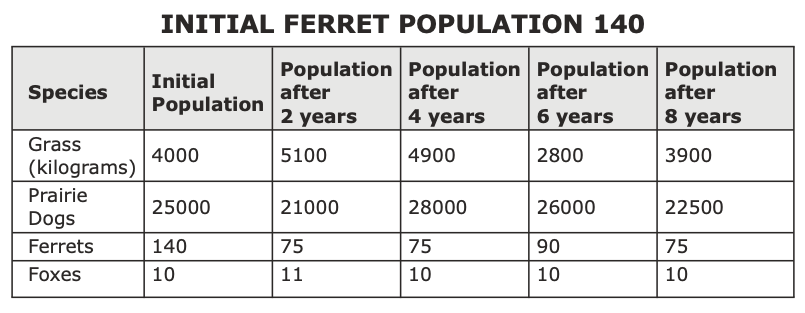 INITIAL FERRET POPULATION 140
Species
Initial
Population
Population
after
2 years
Population
after
4 years
Population
after
6 years
Population
after
8 years
Grass
(kilograms)
4000
5100
4900
2800
3900
Prairie
Dogs
25000
21000
28000
26000
22500
Ferrets
140
75
75
90
75
Foxes
10
11
10
10
10